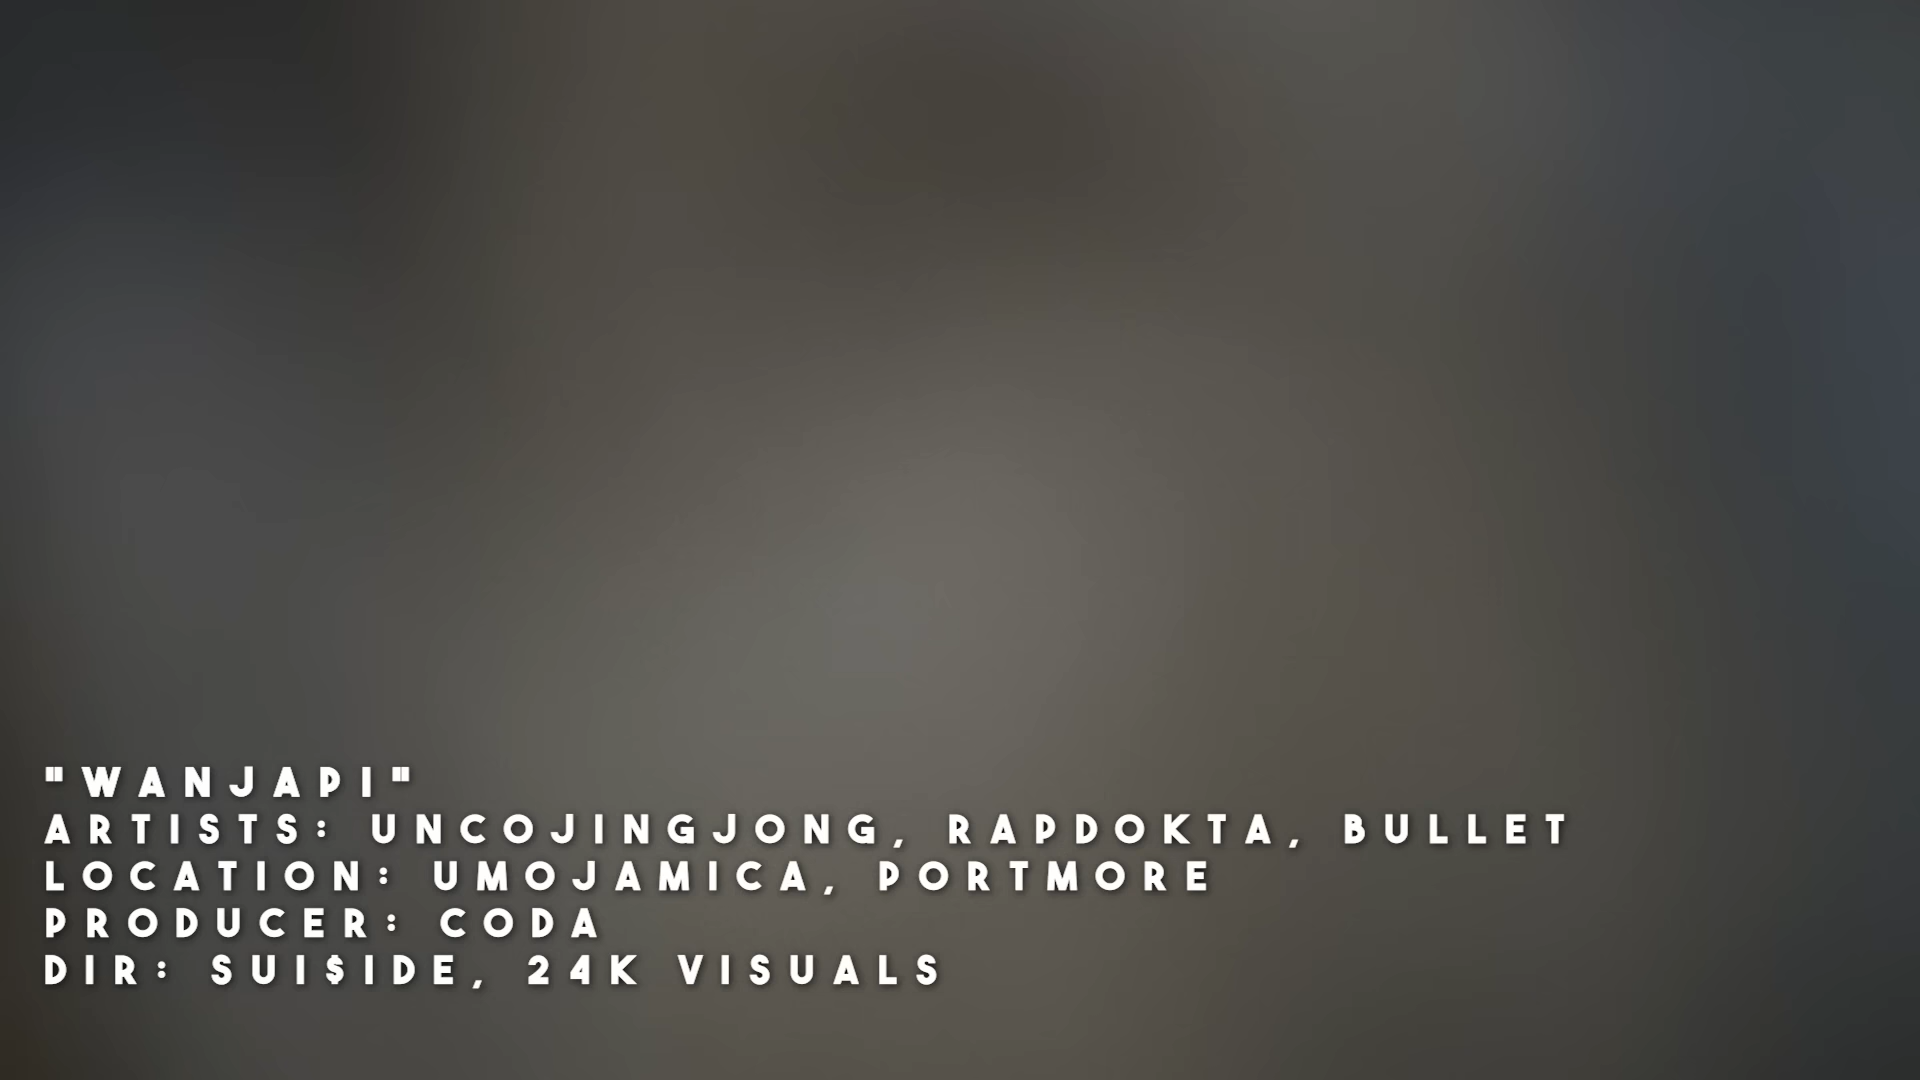 "WANJAPI"
ARTISTS: UNCOJINGJONG, RAPDOKTA, BULLET
LOCATION: UMOJAMICA, PORTMORE
PRODUCER: CODA
DIR: SUI$IDE, 24K VISUALS